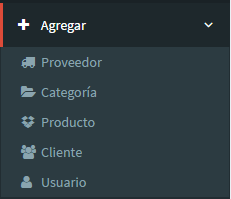 Agregar
Proveedor
Categoría
Producto
Cliente
Usuario